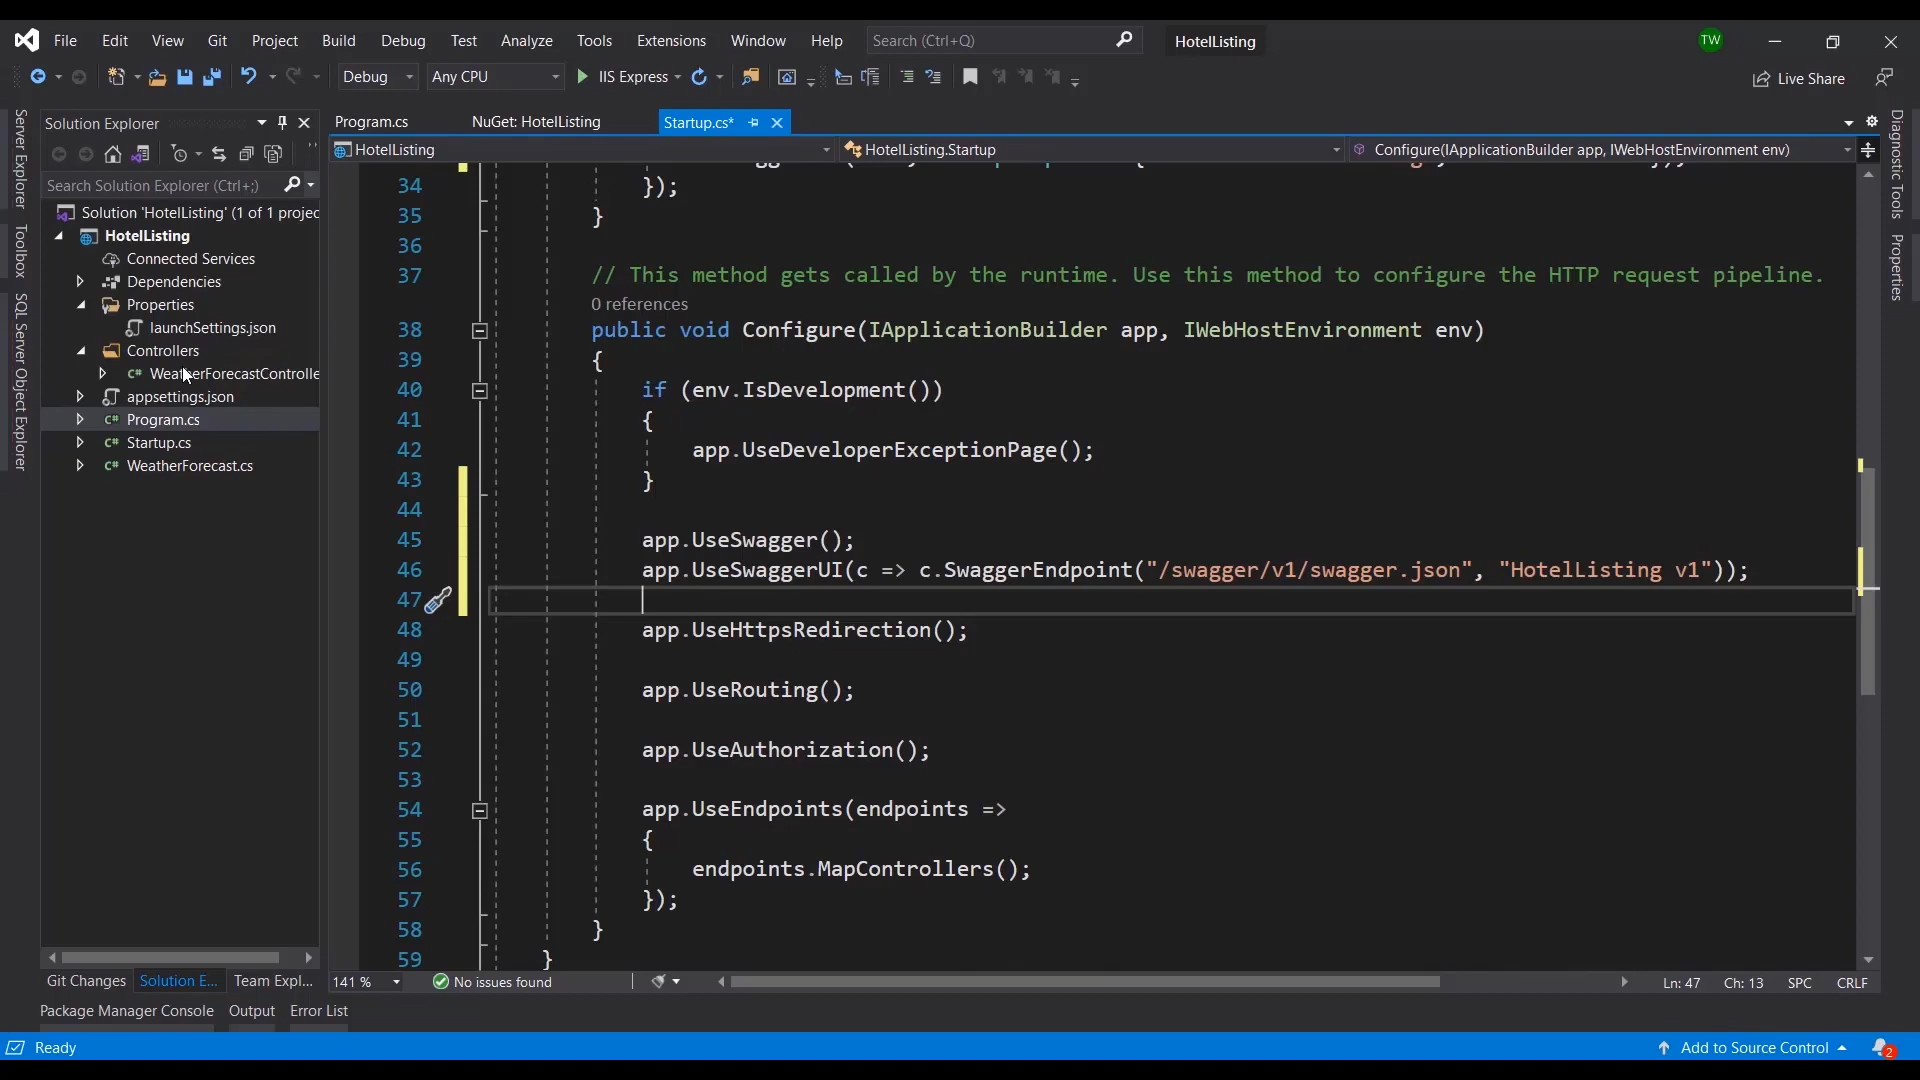 File Edit View Git Project Build Debug Test Analyze Tools Extensions Window Help Search (Ctrl+Q) HotelListing TW
Debug Any CPU IIS Express Live Share
Server Explorer
Toolbox
SQL Server Object Explorer
Solution Explorer
Search Solution Explorer (Ctrl+;)
Solution 'HotelListing' (1 of 1 projec
HotelListing
Connected Services
Dependencies
Properties
launchSettings.json
Controllers
C# WeatherForecastControlle
appsettings.json
C# Program.cs
C# Startup.cs
C# WeatherForecast.cs
Git Changes Solution E... Team Expl...
Program.cs NuGet: HotelListing Startup.cs*
HotelListing HotelListing.Startup Configure(IApplicationBuilder app, IWebHostEnvironment env)
34 });
35 }
36
37 // This method gets called by the runtime. Use this method to configure the HTTP request pipeline.
0 references
38 public void Configure(IApplicationBuilder app, IWebHostEnvironment env)
39 {
40 if (env.IsDevelopment())
41 {
42 app.UseDeveloperExceptionPage();
43 }
44
45 app.UseSwagger();
46 app.UseSwaggerUI(c => c.SwaggerEndpoint("/swagger/v1/swagger.json", "HotelListing v1"));
47
48 app.UseHttpsRedirection();
49
50 app.UseRouting();
51
52 app.UseAuthorization();
53
54 app.UseEndpoints(endpoints =>
55 {
56 endpoints.MapControllers();
57 });
58 }
59 }
141 % No issues found Ln: 47 Ch: 13 SPC CRLF
Diagnostic Tools
Properties
Package Manager Console Output Error List
Ready Add to Source Control 2